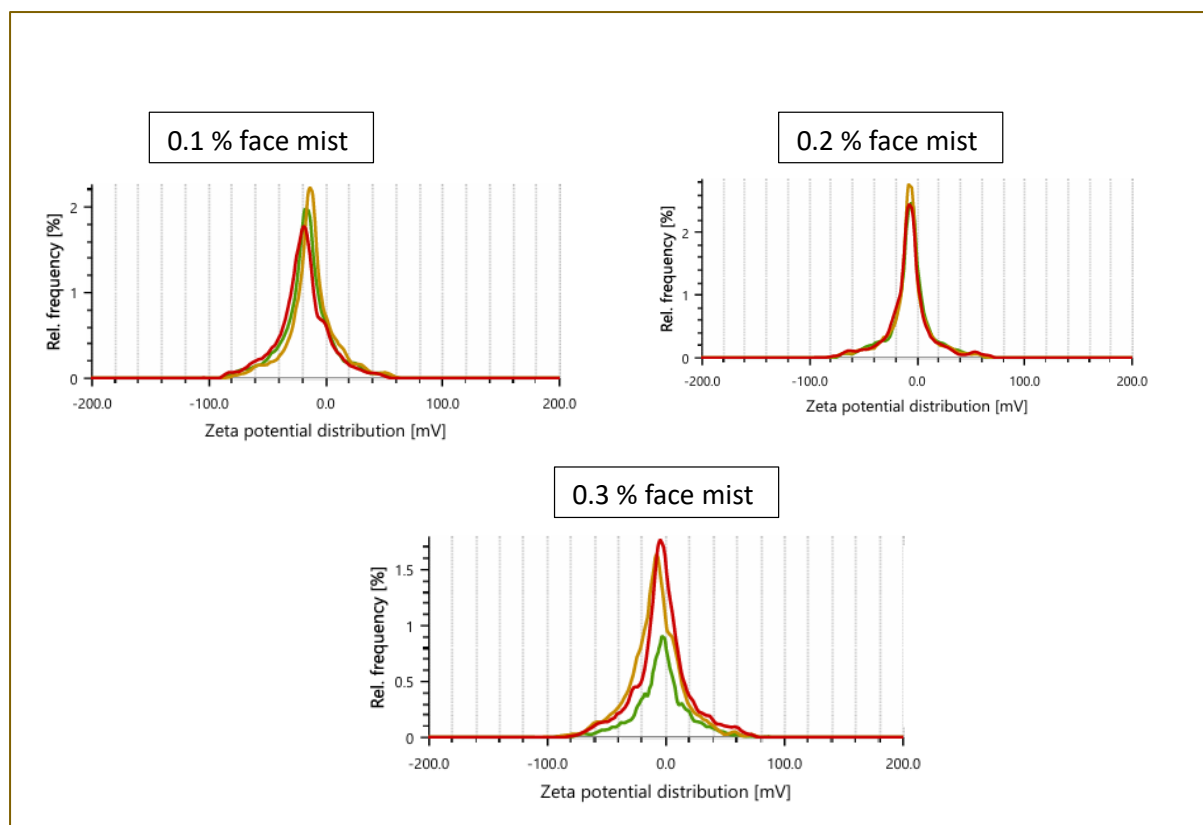 0.1 % face mist
0.2 % face mist
Rel. frequency [%]
2
1
0
-200.0 -100.0 0.0 100.0 200.0
Zeta potential distribution [mV]
Rel. frequency [%]
2
1
0
-200.0 -100.0 0.0 100.0 200.0
Zeta potential distribution [mV]
0.3 % face mist
Rel. frequency [%]
1.5
1
0.5
0
-200.0 -100.0 0.0 100.0 200.0
Zeta potential distribution [mV]